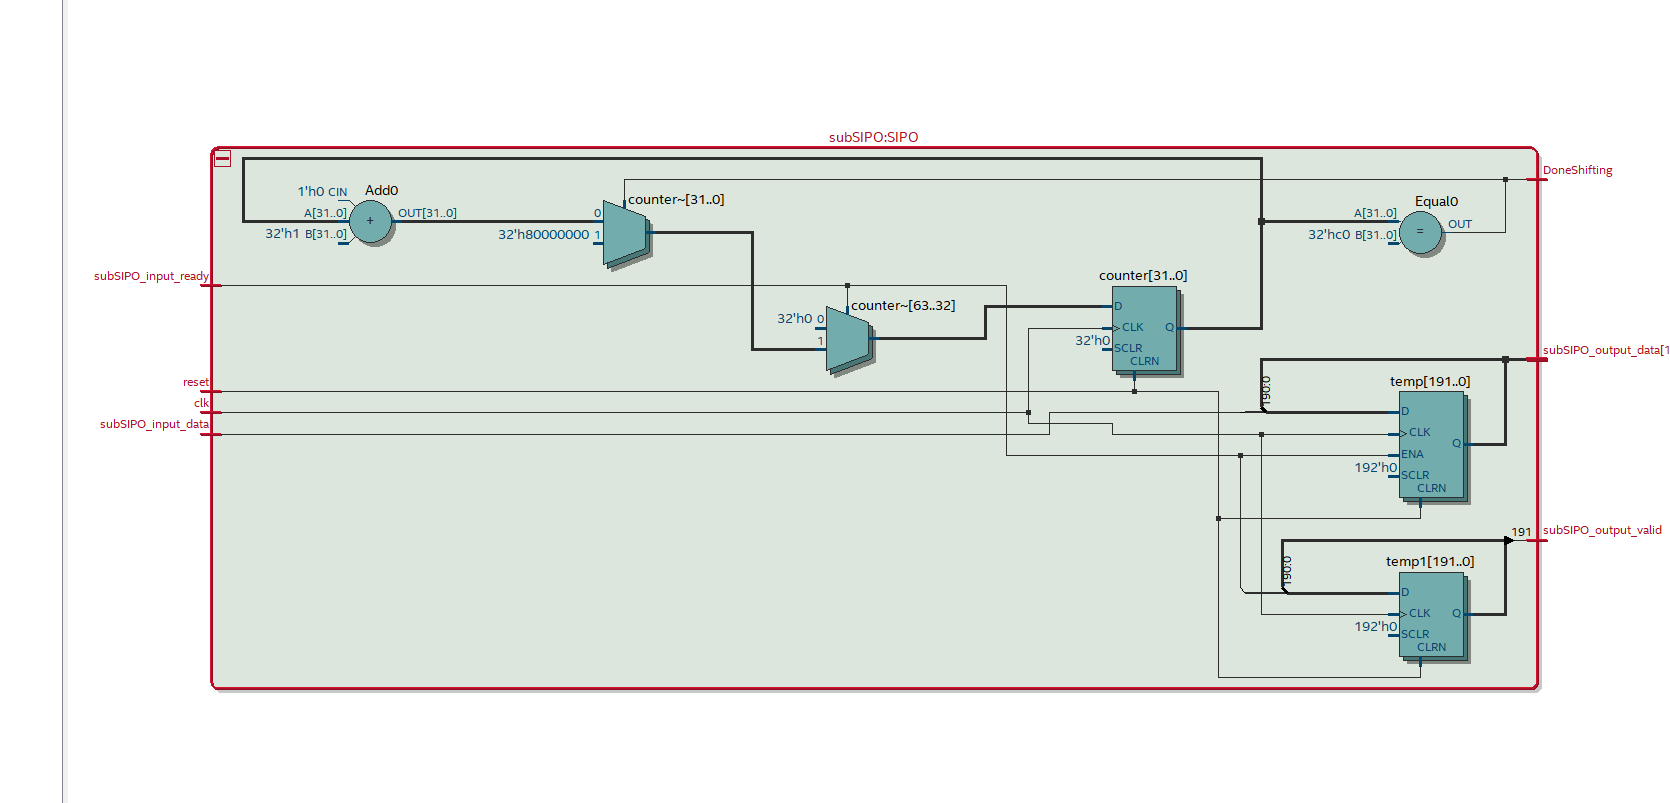 subSIPO:SIPO
DoneShifting
1'h0 CIN
Add0
A[31..0]
OUT[31..0]
32'h1 B[31..0]
+
counter~[31..0]
0
32'h80000000 1
Equal0
A[31..0]
OUT
32'hc0 B[31..0]
=
subSIPO_input_ready
counter~[63..32]
32'h0 0
1
counter[31..0]
D
CLK
Q
32'h0
SCLR
CLRN
subSIPO_output_data[1
reset
clk
subSIPO_input_data
190:0
temp[191..0]
D
CLK
Q
ENA
192'h0
SCLR
CLRN
191
subSIPO_output_valid
190:0
temp1[191..0]
D
CLK
Q
192'h0
SCLR
CLRN